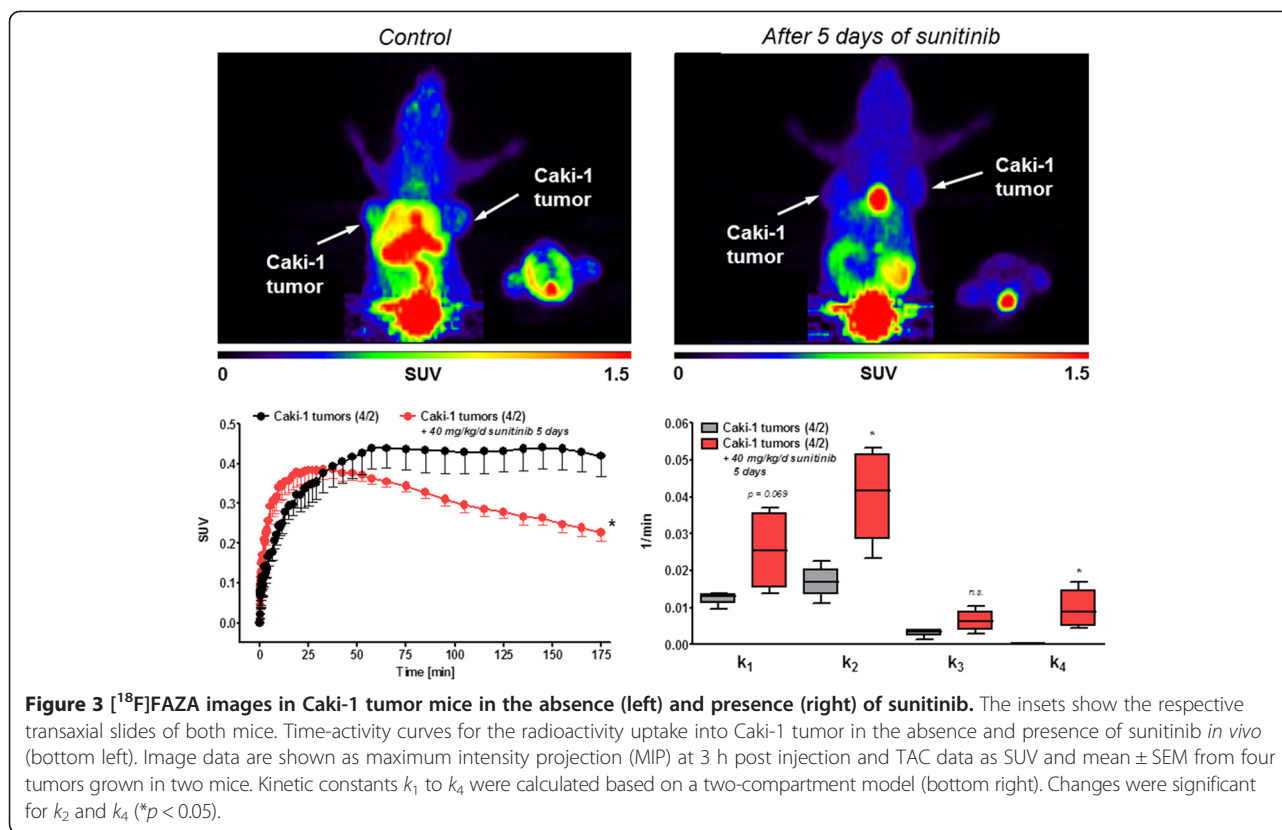 Control
After 5 days of sunitinib
Caki-1
tumor
Caki-1
tumor
Caki-1
tumor
Caki-1
tumor
0 SUV 1.5
0 SUV 1.5
Caki-1 tumors (4/2)
Caki-1 tumors (4/2)
+ 40 mg/kg/d sunitinib 5 days
0.5
0.4
0.3
0.2
0.1
0.0
SUV
*
0 25 50 75 100 125 150 175
Time [min]
Caki-1 tumors (4/2)
Caki-1 tumors (4/2)
+ 40 mg/kg/d sunitinib
5 days
0.06
0.05
0.04
0.03
0.02
0.01
0.00
1/min
p = 0.069
*
n.s.
*
k₁ k₂ k₃ k₄
Figure 3 [¹⁸F]FAZA images in Caki-1 tumor mice in the absence (left) and presence (right) of sunitinib. The insets show the respective
transaxial slides of both mice. Time-activity curves for the radioactivity uptake into Caki-1 tumor in the absence and presence of sunitinib in vivo
(bottom left). Image data are shown as maximum intensity projection (MIP) at 3 h post injection and TAC data as SUV and mean ± SEM from four
tumors grown in two mice. Kinetic constants k₁ to k₄ were calculated based on a two-compartment model (bottom right). Changes were significant
for k₂ and k₄ (*p < 0.05).